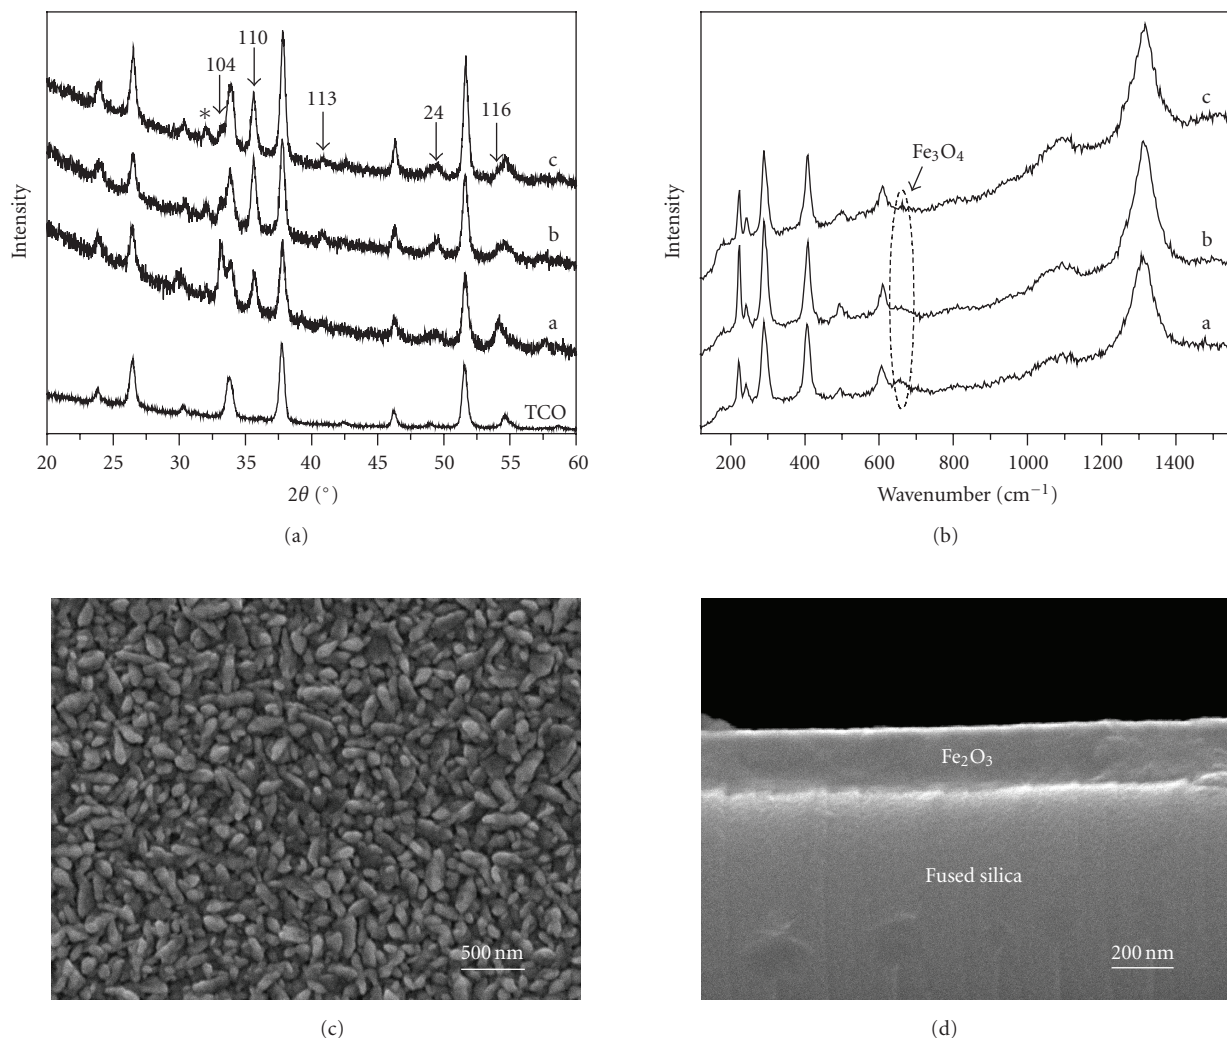 110
104
113
24
116
*
c
b
a
TCO
Intensity
20 25 30 35 40 45 50 55 60
2θ (°)
(a)
c
Fe₃O₄
b
a
Intensity
200 400 600 800 1000 1200 1400
Wavenumber (cm⁻¹)
(b)
500 nm
(c)
Fe₂O₃
Fused silica
200 nm
(d)